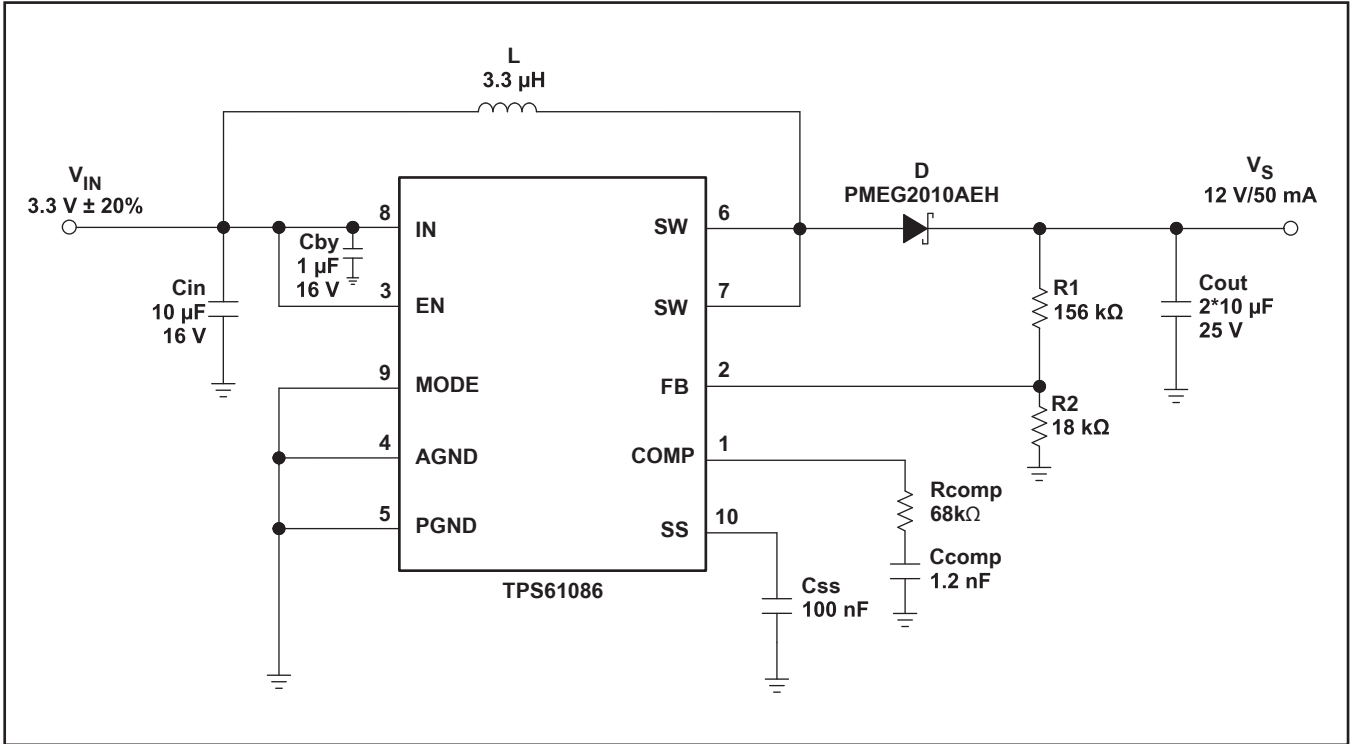 L
3.3 µH
VIN
3.3 V ± 20%
D
PMEG2010AEH
VS
12 V/50 mA
8
IN
SW
6
Cby
1 µF
16 V
Cin
10 µF
16 V
3
EN
SW
7
R1
156 kΩ
Cout
2*10 µF
25 V
9
MODE
FB
2
R2
18 kΩ
4
AGND
COMP
1
Rcomp
68kΩ
5
PGND
SS
10
Ccomp
1.2 nF
Css
100 nF
TPS61086